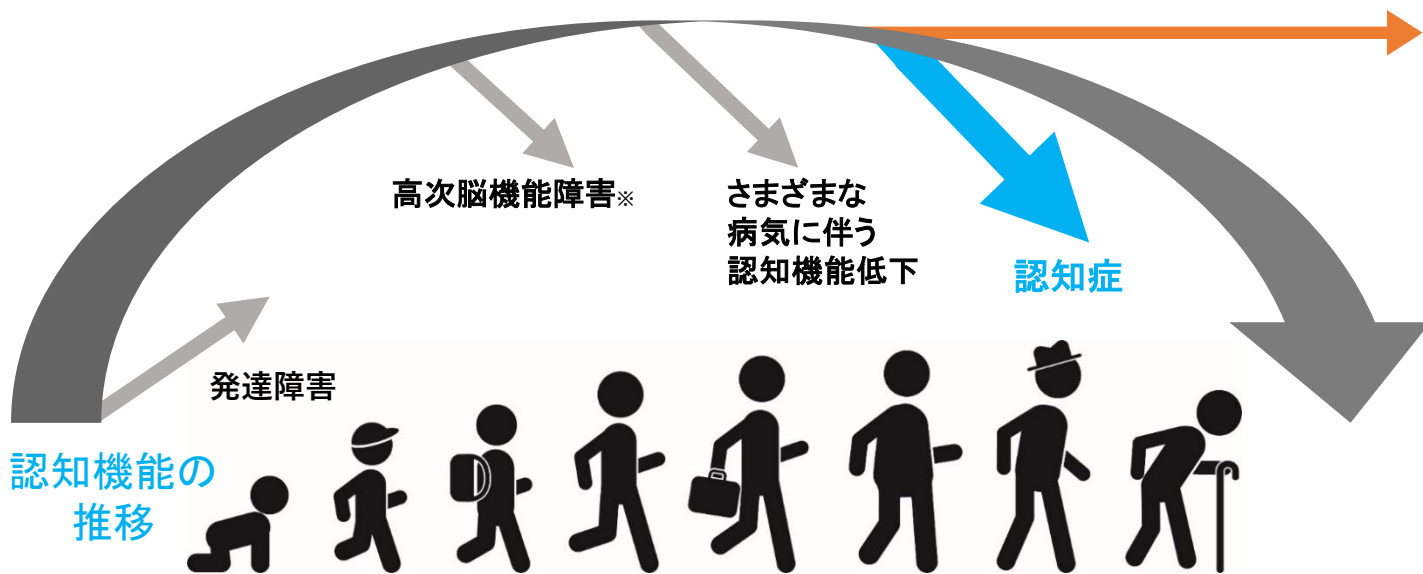 高次脳機能障害※
さまざまな
病気に伴う
認知機能低下
認知症
発達障害
認知機能の
推移